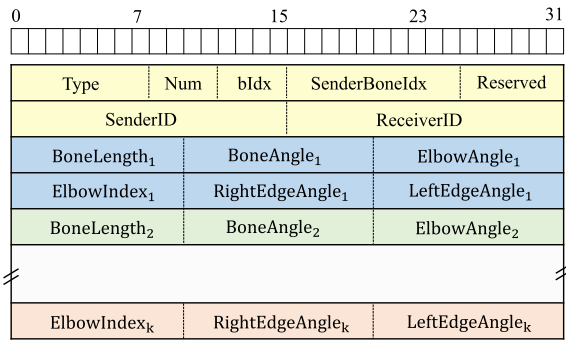 0 7 15 23 31
Type Num bIdx SenderBoneIdx Reserved
SenderID ReceiverID
BoneLength₁ BoneAngle₁ ElbowAngle₁
ElbowIndex₁ RightEdgeAngle₁ LeftEdgeAngle₁
BoneLength₂ BoneAngle₂ ElbowAngle₂
ElbowIndexₖ RightEdgeAngleₖ LeftEdgeAngleₖ